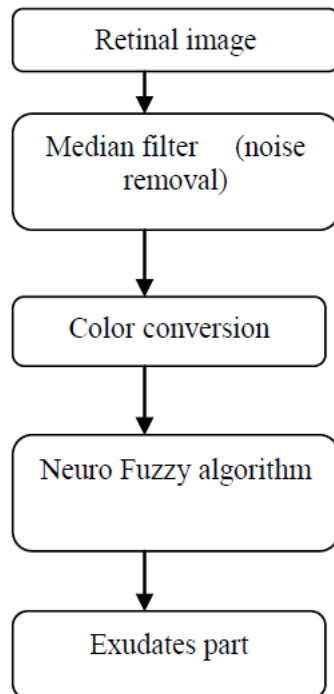 Retinal image
Median filter (noise
removal)
Color conversion
Neuro Fuzzy algorithm
Exudates part